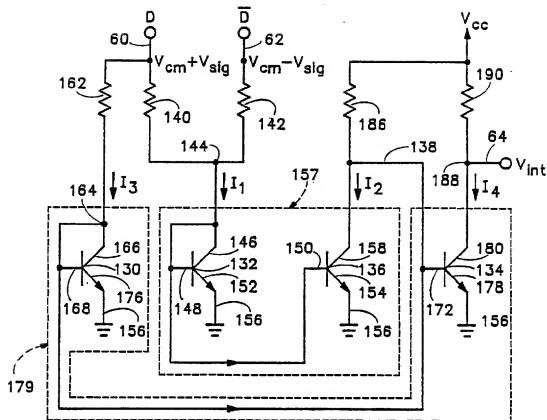 D D̅ Vcc
60 62
Vcm+Vsig Vcm−Vsig
162 140 142 186 190
138 64
144 157 188 Vint
I3 I1 I2 I4
164
166 146 150 158 180
130 132 136 134
168 176 148 152 154 172 178
156 156 156 156
179